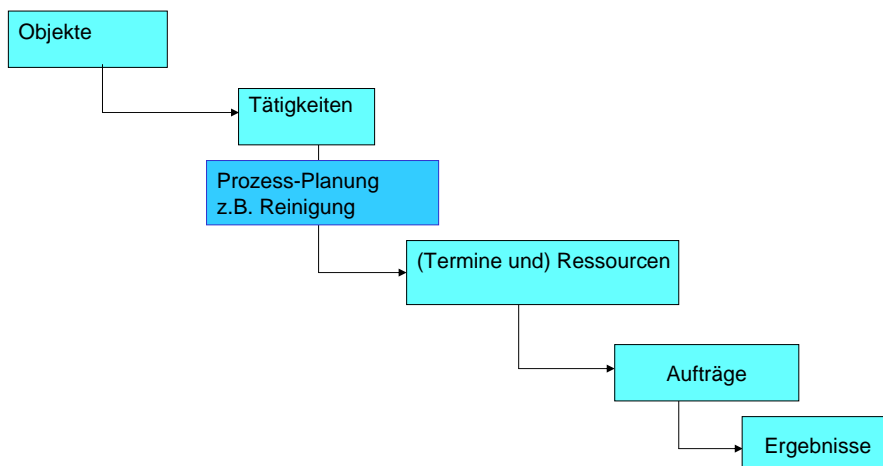 Objekte
Tätigkeiten
Prozess-Planung
z.B. Reinigung
(Termine und) Ressourcen
Aufträge
Ergebnisse